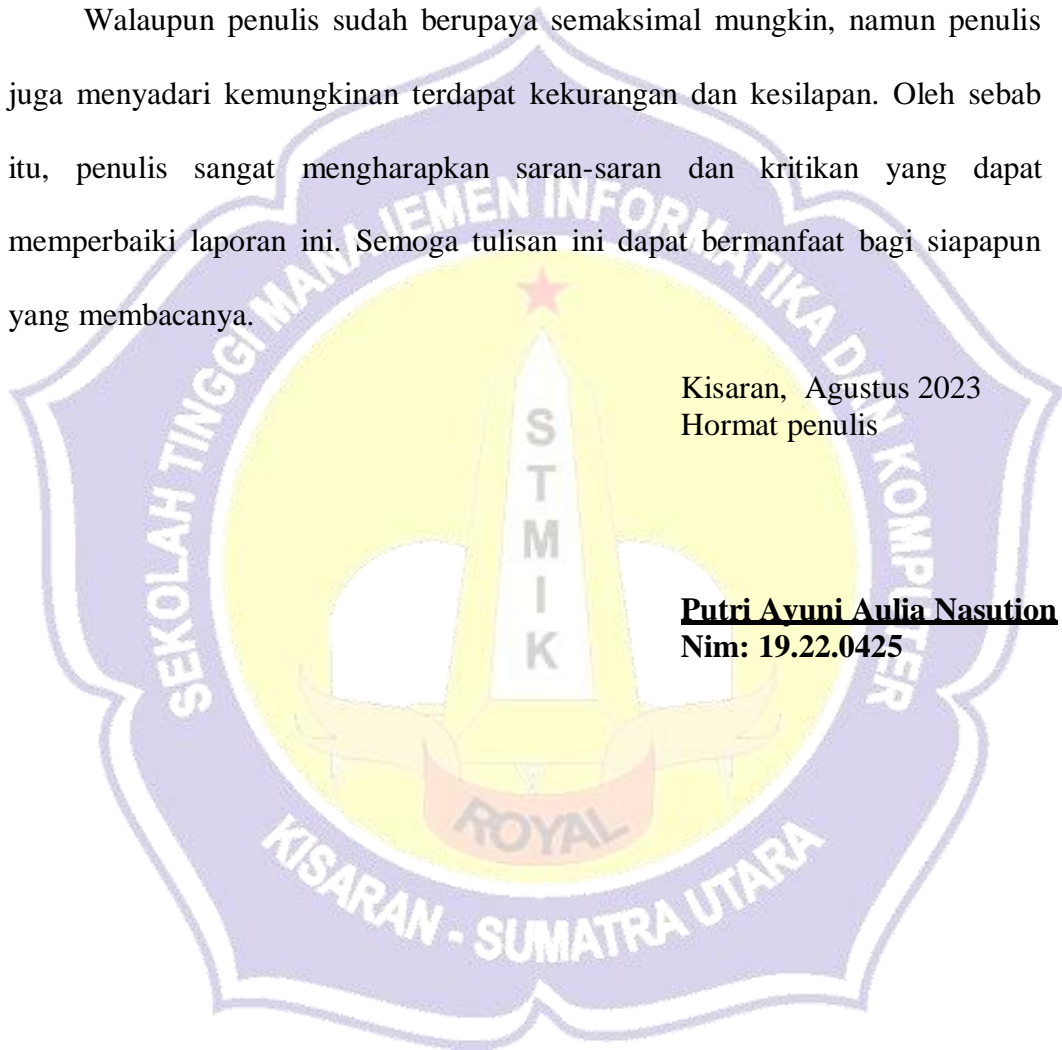 Walaupun penulis sudah berupaya semaksimal mungkin, namun penulis
juga menyadari kemungkinan terdapat kekurangan dan kesilapan. Oleh sebab
itu, penulis sangat mengharapkan saran-saran dan kritikan yang dapat
memperbaiki laporan ini. Semoga tulisan ini dapat bermanfaat bagi siapapun
yang membacanya.
Kisaran, Agustus 2023
Hormat penulis
Putri Ayuni Aulia Nasution
Nim: 19.22.0425
SEKOLAH TINGGI MANAJEMEN INFORMATIKA DAN KOMPUTER
S
T
M
I
K
ROYAL
KISARAN - SUMATRA UTARA